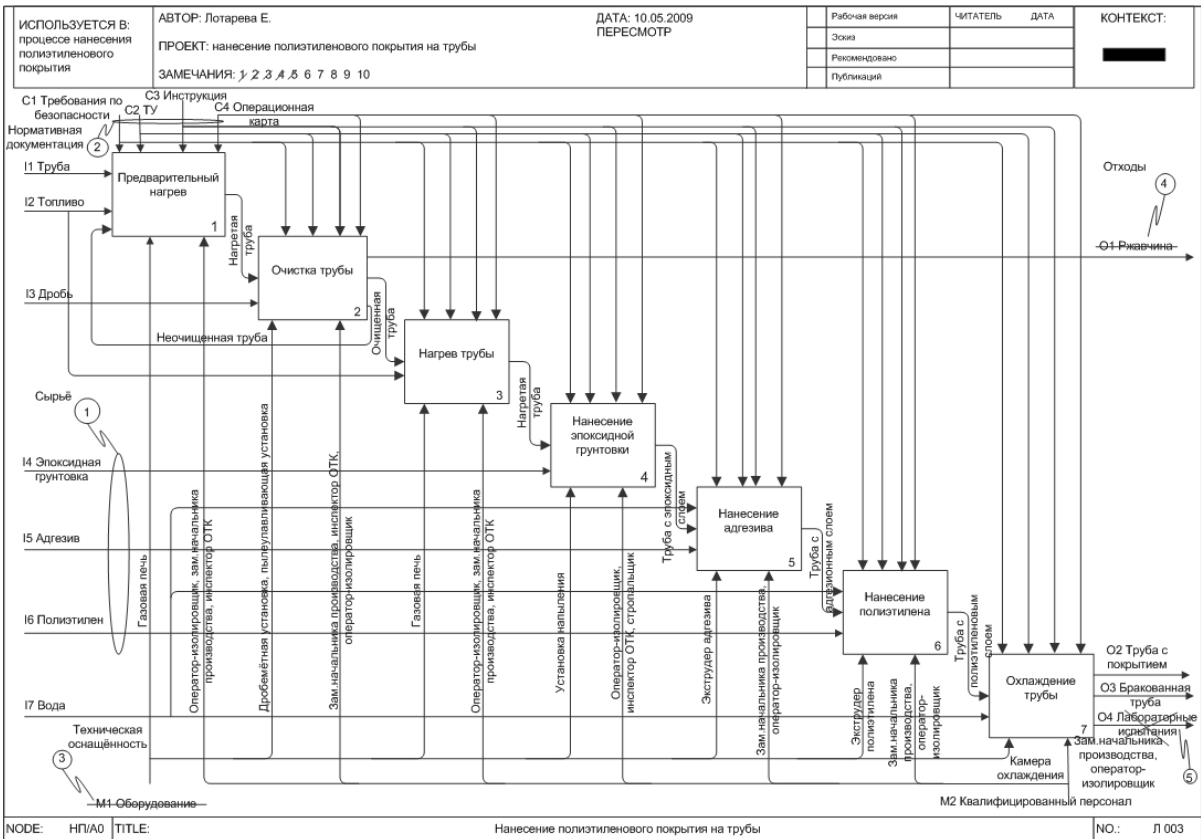 ИСПОЛЬЗУЕТСЯ В:
процессе нанесения
полиэтиленового
покрытия
АВТОР: Лотарева Е.
ДАТА: 10.05.2009
ПЕРЕСМОТР
ПРОЕКТ: нанесение полиэтиленового покрытия на трубы
ЗАМЕЧАНИЯ: 1 2 3 4 5 6 7 8 9 10
Рабочая версия
Эскиз
Рекомендовано
Публикаций
ЧИТАТЕЛЬ ДАТА
КОНТЕКСТ:
C1 Требования по
безопасности
C2 ТУ
C3 Инструкция
C4 Операционная
карта
Нормативная
документация
2
I1 Труба
I2 Топливо
I3 Дробь
Предварительный
нагрев
1
Нагретая
труба
Очистка трубы
2
Неочищенная труба
Очищенная
труба
Нагрев трубы
3
Нагретая
труба
Отходы
4
O1 Ржавчина
Сырьё
1
I4 Эпоксидная
грунтовка
I5 Адгезив
I6 Полиэтилен
I7 Вода
Нанесение
эпоксидной
грунтовки
4
Труба с эпоксидным
слоем
Нанесение
адгезива
5
Труба с
адгезионным слоем
Нанесение
полиэтилена
6
Труба с
полиэтиленовым
слоем
Охлаждение
трубы
7
O2 Труба с
покрытием
O3 Бракованная
труба
O4 Лабораторные
испытания
5
Газовая печь
Оператор-изолировщик, зам.начальника
производства, инспектор ОТК
Дробемётная установка, пылеулавливающая установка
Зам.начальника производства, инспектор ОТК,
оператор-изолировщик
Газовая печь
Оператор-изолировщик, зам.начальника
производства, инспектор ОТК
Установка напыления
Оператор-изолировщик,
инспектор ОТК, стропальщик
Экструдер адгезива
Зам.начальника производства,
оператор-изолировщик
Экструдер
полиэтилена
Зам.начальника
производства,
оператор-
изолировщик
Камера
охлаждения
Зам.начальника
производства,
оператор-
изолировщик
Техническая
оснащённость
3
M1 Оборудование
M2 Квалифицированный персонал
NODE: НП/А0
TITLE: Нанесение полиэтиленового покрытия на трубы
NO.: Л 003